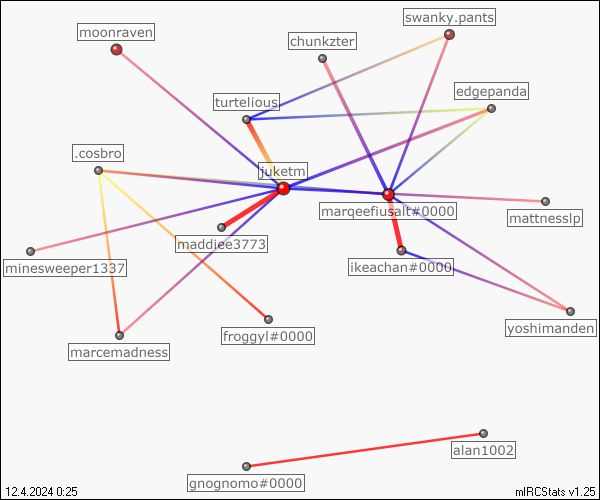 swanky.pants
moonraven
chunkzter
edgepanda
turtelious
.cosbro
juketm
marqeefiusalt#0000
mattnesslp
maddiee3773
minesweeper1337
ikeachan#0000
yoshimanden
froggyl#0000
marcemadness
alan1002
gnognomo#0000
12.4.2024 0:25
mIRCStats v1.25